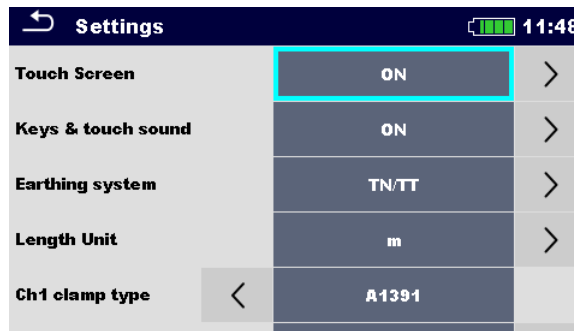 Settings 11:48
Touch Screen ON
Keys & touch sound ON
Earthing system TN/TT
Length Unit m
Ch1 clamp type A1391